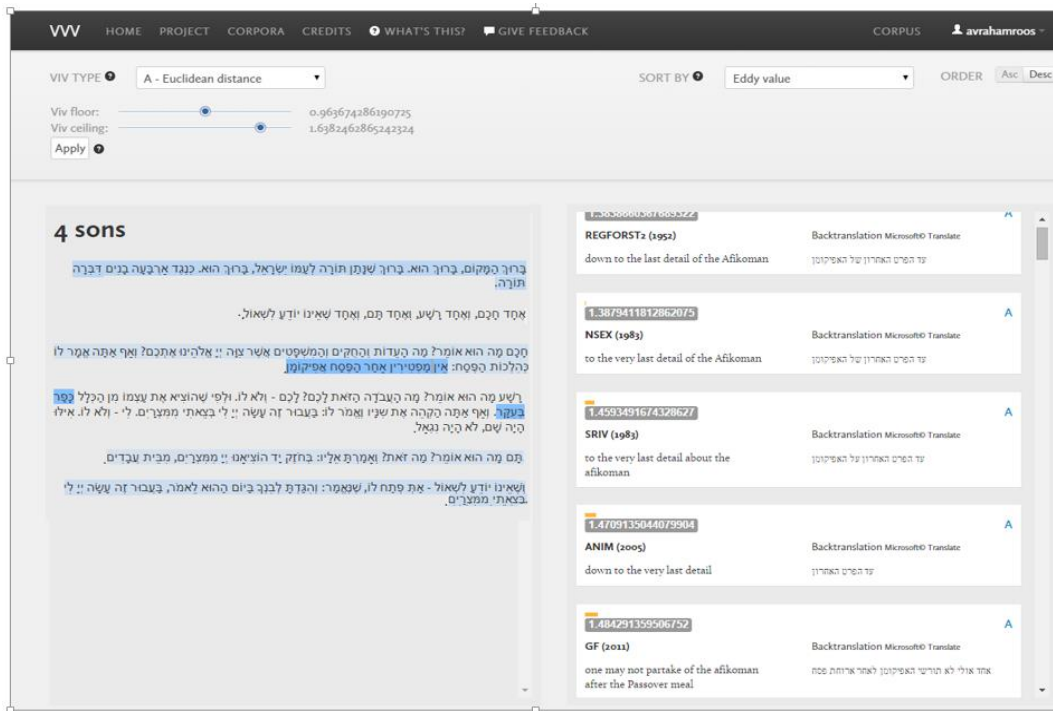 VVV HOME PROJECT CORPORA CREDITS WHAT'S THIS? GIVE FEEDBACK CORPUS avrahamroos
VIV TYPE A - Euclidean distance SORT BY Eddy value ORDER Asc Desc
Viv floor: 0.963674286190725
Viv ceiling: 1.6382462865242324
Apply
4 sons
בָּרוּךְ הַמָּקוֹם, בָּרוּךְ הוּא. בָּרוּךְ שֶׁנָּתַן תּוֹרָה לְעַמּוֹ יִשְׂרָאֵל, בָּרוּךְ הוּא. כְּנֶגֶד אַרְבָּעָה בָנִים דִּבְּרָה
תּוֹרָה.
אֶחָד חָכָם, וְאֶחָד רָשָׁע, וְאֶחָד תָּם, וְאֶחָד שֶׁאֵינוֹ יוֹדֵעַ לִשְׁאוֹל.
חָכָם מָה הוּא אוֹמֵר? מָה הָעֵדוֹת וְהַחֻקִּים וְהַמִּשְׁפָּטִים אֲשֶׁר צִוָּה יְיָ אֱלֹהֵינוּ אֶתְכֶם? וְאַף אַתָּה אֱמָר לוֹ
כְּהִלְכוֹת הַפֶּסַח: אֵין מַפְטִירִין אַחַר הַפֶּסַח אֲפִיקוֹמָן.
רָשָׁע מָה הוּא אוֹמֵר? מָה הָעֲבֹדָה הַזֹּאת לָכֶם? לָכֶם - וְלֹא לוֹ. וּלְפִי שֶׁהוֹצִיא אֶת עַצְמוֹ מִן הַכְּלָל כָּפַר
בָּעִקָּר. וְאַף אַתָּה הַקְהֵה אֶת שִׁנָּיו וֶאֱמֹר לוֹ: בַּעֲבוּר זֶה עָשָׂה יְיָ לִי בְּצֵאתִי מִמִּצְרָיִם. לִי - וְלֹא לוֹ. אִילּוּ
הָיָה שָׁם, לֹא הָיָה נִגְאָל.
תָּם מָה הוּא אוֹמֵר? מַה זֹּאת? וְאָמַרְתָּ אֵלָיו: בְּחֹזֶק יָד הוֹצִיאָנוּ יְיָ מִמִּצְרַיִם, מִבֵּית עֲבָדִים.
וְשֶׁאֵינוֹ יוֹדֵעַ לִשְׁאוֹל - אַתְּ פְּתַח לוֹ, שֶׁנֶּאֱמַר: וְהִגַּדְתָּ לְבִנְךָ בַּיּוֹם הַהוּא לֵאמֹר, בַּעֲבוּר זֶה עָשָׂה יְיָ לִי
בְּצֵאתִי מִמִּצְרָיִם.
A
REGFORST2 (1952) Backtranslation Microsoft© Translate
down to the last detail of the Afikoman עד הפרט האחרון של האפיקומן
1.3879411812862075 A
NSEX (1983) Backtranslation Microsoft© Translate
to the very last detail of the Afikoman עד הפרט האחרון של האפיקומן
1.4593491674328627 A
SRIV (1983) Backtranslation Microsoft© Translate
to the very last detail about the עד הפרט האחרון על האפיקומן
afikoman
1.4709135044079904 A
ANIM (2005) Backtranslation Microsoft© Translate
down to the very last detail עד הפרט האחרון
1.484291359506752 A
GF (2011) Backtranslation Microsoft© Translate
one may not partake of the afikoman אחד אולי לא תורשי האפיקומן לאחר ארוחת פסח
after the Passover meal